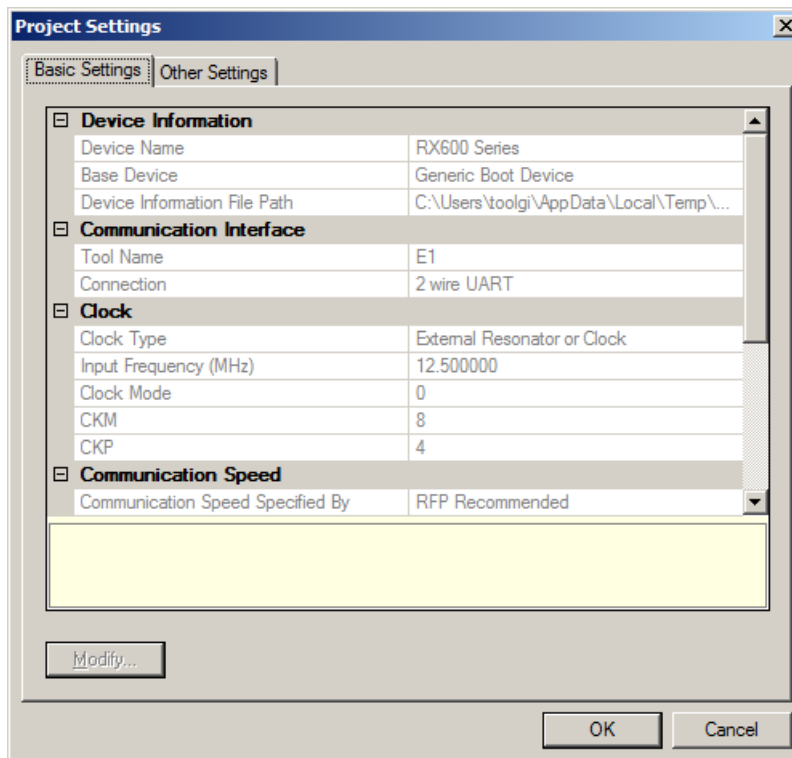 Project Settings
Basic Settings Other Settings
Device Information
Device Name RX600 Series
Base Device Generic Boot Device
Device Information File Path C:\Users\toolgi\AppData\Local\Temp\...
Communication Interface
Tool Name E1
Connection 2 wire UART
Clock
Clock Type External Resonator or Clock
Input Frequency (MHz) 12.500000
Clock Mode 0
CKM 8
CKP 4
Communication Speed
Communication Speed Specified By RFP Recommended
Modify...
OK Cancel